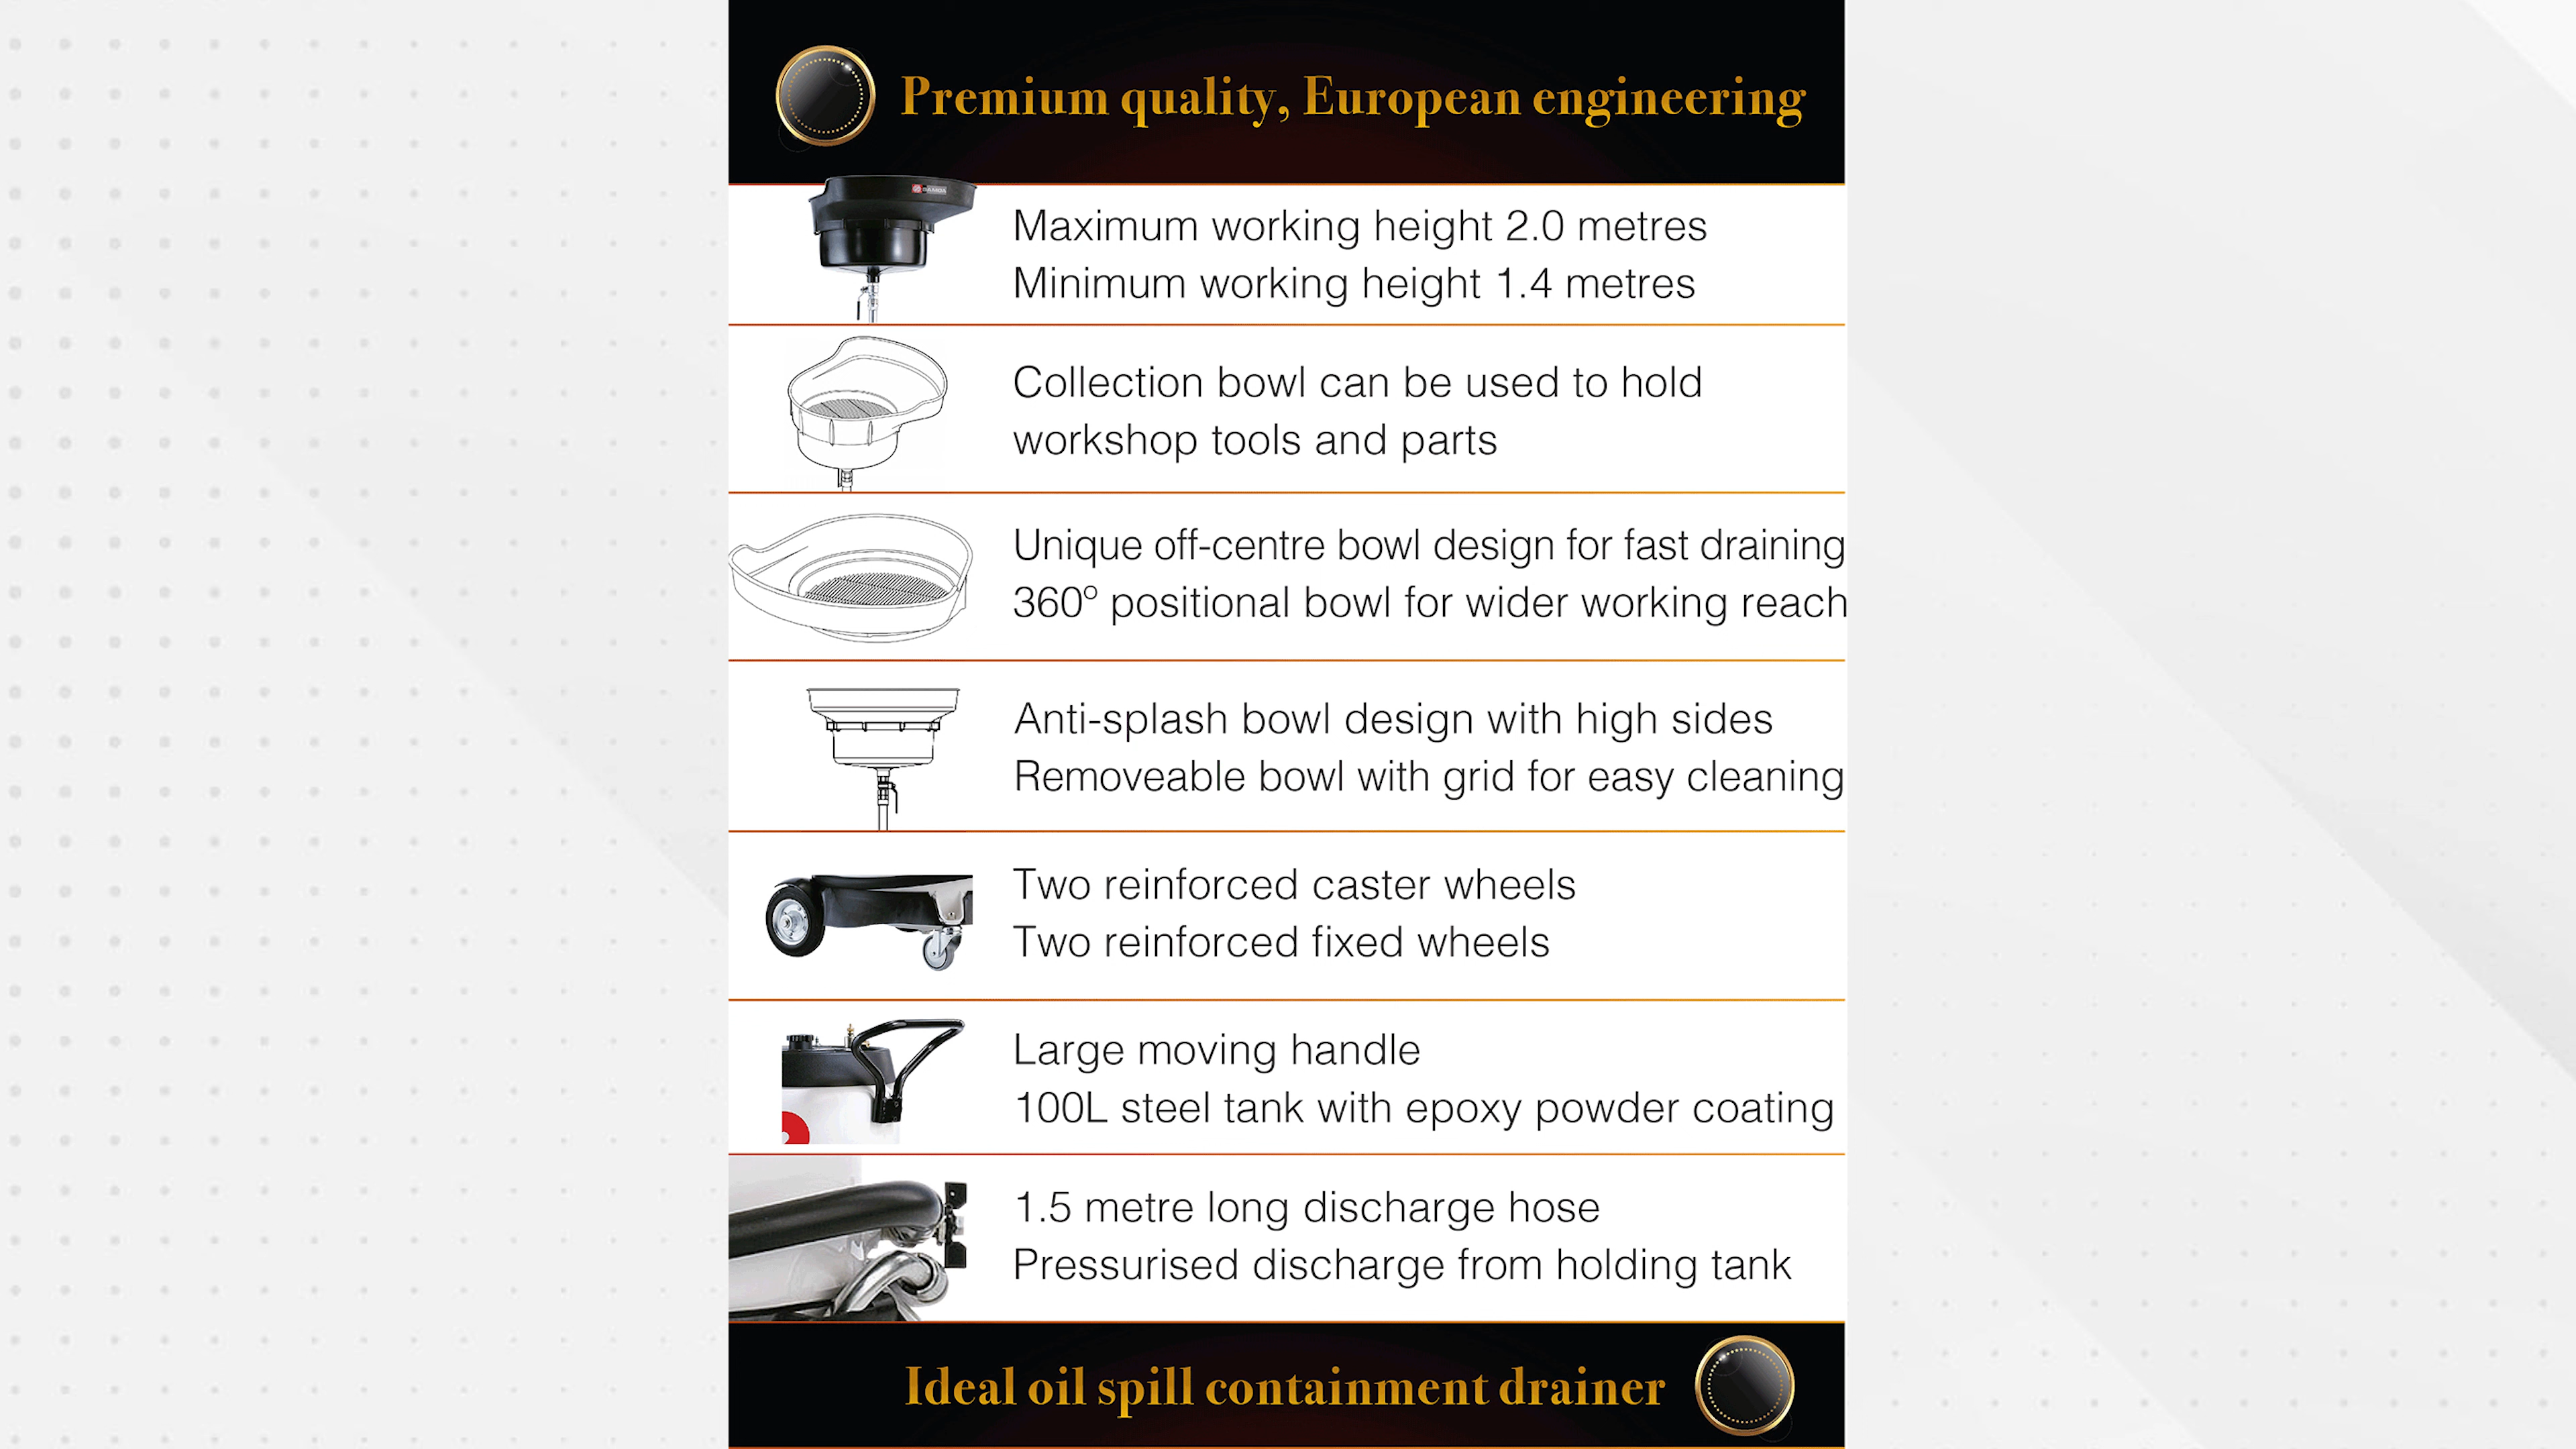 Premium quality, European engineering
SAMOA
Maximum working height 2.0 metres
Minimum working height 1.4 metres
Collection bowl can be used to hold
workshop tools and parts
Unique off-centre bowl design for fast draining
360º positional bowl for wider working reach
Anti-splash bowl design with high sides
Removeable bowl with grid for easy cleaning
Two reinforced caster wheels
Two reinforced fixed wheels
Large moving handle
100L steel tank with epoxy powder coating
1.5 metre long discharge hose
Pressurised discharge from holding tank
Ideal oil spill containment drainer